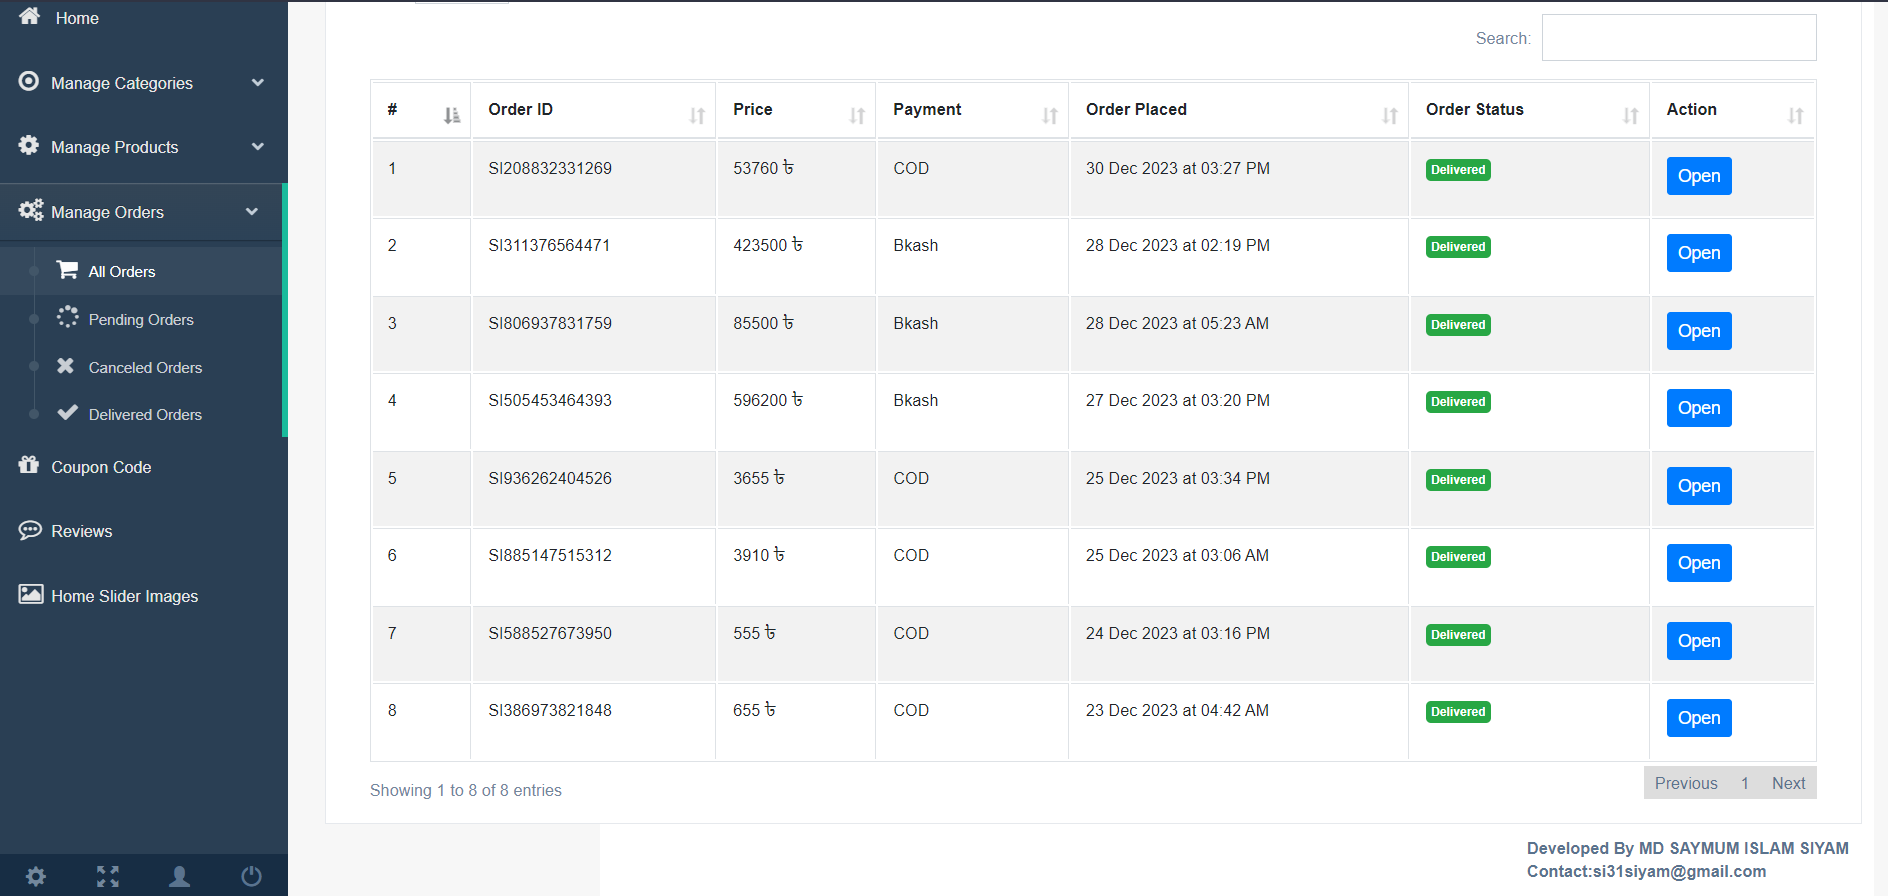 Home
Manage Categories
Manage Products
Manage Orders
All Orders
Pending Orders
Canceled Orders
Delivered Orders
Coupon Code
Reviews
Home Slider Images
Search:
# Order ID Price Payment Order Placed Order Status Action
1 SI208832331269 53760 ৳ COD 30 Dec 2023 at 03:27 PM Delivered Open
2 SI311376564471 423500 ৳ Bkash 28 Dec 2023 at 02:19 PM Delivered Open
3 SI806937831759 85500 ৳ Bkash 28 Dec 2023 at 05:23 AM Delivered Open
4 SI505453464393 596200 ৳ Bkash 27 Dec 2023 at 03:20 PM Delivered Open
5 SI936262404526 3655 ৳ COD 25 Dec 2023 at 03:34 PM Delivered Open
6 SI885147515312 3910 ৳ COD 25 Dec 2023 at 03:06 AM Delivered Open
7 SI588527673950 555 ৳ COD 24 Dec 2023 at 03:16 PM Delivered Open
8 SI386973821848 655 ৳ COD 23 Dec 2023 at 04:42 AM Delivered Open
Showing 1 to 8 of 8 entries
Previous 1 Next
Developed By MD SAYMUM ISLAM SIYAM
Contact:si31siyam@gmail.com